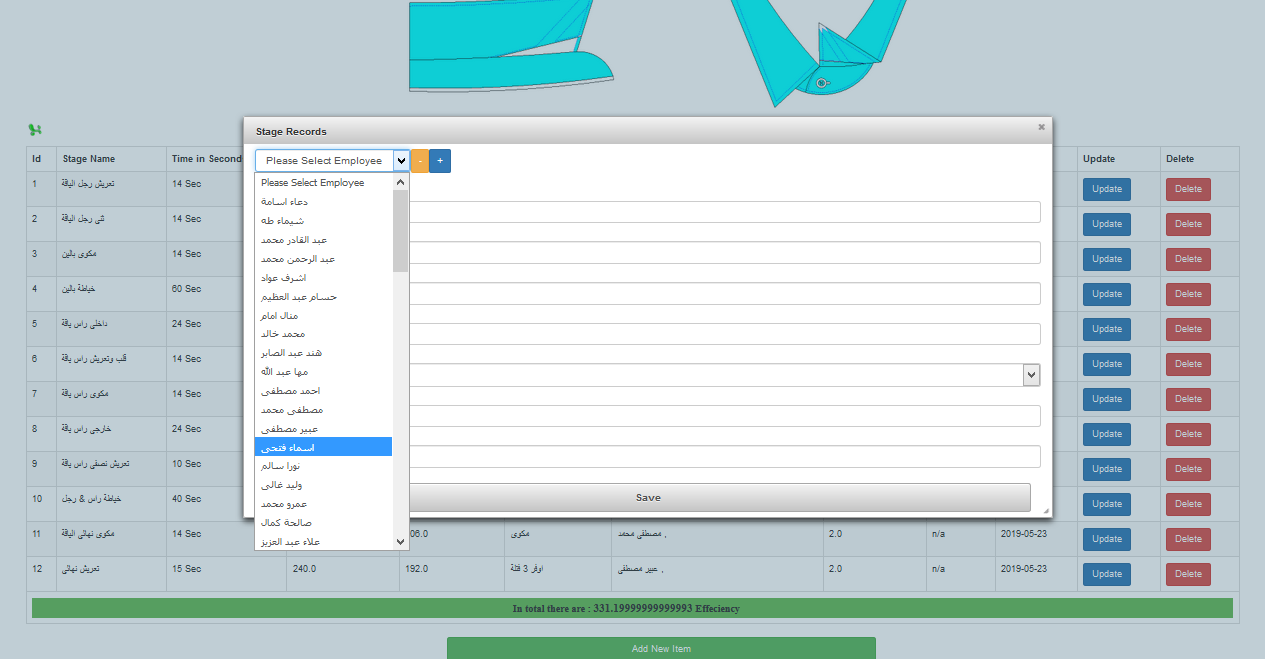 Stage Records
×
Please Select Employee
-
+
Please Select Employee
دعاء اسامة
شيماء طه
عبد القادر محمد
عبد الرحمن محمد
اشرف عواد
حسام عبد العظيم
منال امام
محمد خالد
هند عبد الصابر
مها عبد الله
احمد مصطفى
مصطفى محمد
عبير مصطفى
اسماء فتحى
نورا سالم
وليد غالى
عمرو محمد
صالحة كمال
علاء عبد العزيز
Save
Id Stage Name Time in Second Update Delete
1 تعريش رجل الياقة 14 Sec Update Delete
2 ثنى رجل الياقة 14 Sec Update Delete
3 مكوى بالين 14 Sec Update Delete
4 خياطة بالين 60 Sec Update Delete
5 داخلى راس ياقة 24 Sec Update Delete
6 قلب وتعريش راس ياقة 14 Sec Update Delete
7 مكوى راس ياقة 14 Sec Update Delete
8 خارجى راس ياقة 24 Sec Update Delete
9 تعريش نصفى راس ياقة 10 Sec Update Delete
10 خياطة راس & رجل 40 Sec Update Delete
11 مكوى نهائى الياقة 14 Sec 06.0 مكوى مصطفى محمد , 2.0 n/a 2019-05-23 Update Delete
12 تعريش نهائى 15 Sec 240.0 192.0 اوفر 3 فتلة عبير مصطفى , 2.0 n/a 2019-05-23 Update Delete
In total there are : 331.19999999999993 Effeciency
Add New Item